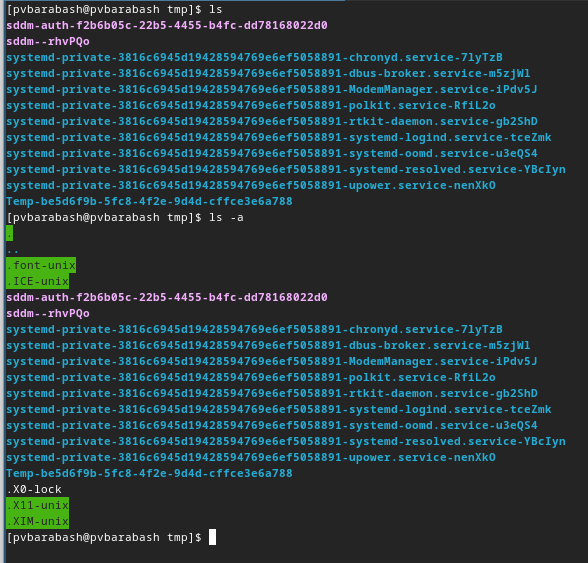 [pvbarabash@pvbarabash tmp]$ ls
sddm-auth-f2b6b05c-22b5-4455-b4fc-dd78168022d0
sddm--rhvPQo
systemd-private-3816c6945d19428594769e6ef5058891-chronyd.service-7lyTzB
systemd-private-3816c6945d19428594769e6ef5058891-dbus-broker.service-m5zjWl
systemd-private-3816c6945d19428594769e6ef5058891-ModemManager.service-iPdv5J
systemd-private-3816c6945d19428594769e6ef5058891-polkit.service-RfiL2o
systemd-private-3816c6945d19428594769e6ef5058891-rtkit-daemon.service-gb2ShD
systemd-private-3816c6945d19428594769e6ef5058891-systemd-logind.service-tceZmk
systemd-private-3816c6945d19428594769e6ef5058891-systemd-oomd.service-u3eQS4
systemd-private-3816c6945d19428594769e6ef5058891-systemd-resolved.service-YBcIyn
systemd-private-3816c6945d19428594769e6ef5058891-upower.service-nenXkO
Temp-be5d6f9b-5fc8-4f2e-9d4d-cffce3e6a788
[pvbarabash@pvbarabash tmp]$ ls -a
.
..
.font-unix
.ICE-unix
sddm-auth-f2b6b05c-22b5-4455-b4fc-dd78168022d0
sddm--rhvPQo
systemd-private-3816c6945d19428594769e6ef5058891-chronyd.service-7lyTzB
systemd-private-3816c6945d19428594769e6ef5058891-dbus-broker.service-m5zjWl
systemd-private-3816c6945d19428594769e6ef5058891-ModemManager.service-iPdv5J
systemd-private-3816c6945d19428594769e6ef5058891-polkit.service-RfiL2o
systemd-private-3816c6945d19428594769e6ef5058891-rtkit-daemon.service-gb2ShD
systemd-private-3816c6945d19428594769e6ef5058891-systemd-logind.service-tceZmk
systemd-private-3816c6945d19428594769e6ef5058891-systemd-oomd.service-u3eQS4
systemd-private-3816c6945d19428594769e6ef5058891-systemd-resolved.service-YBcIyn
systemd-private-3816c6945d19428594769e6ef5058891-upower.service-nenXkO
Temp-be5d6f9b-5fc8-4f2e-9d4d-cffce3e6a788
.X0-lock
.X11-unix
.XIM-unix
[pvbarabash@pvbarabash tmp]$